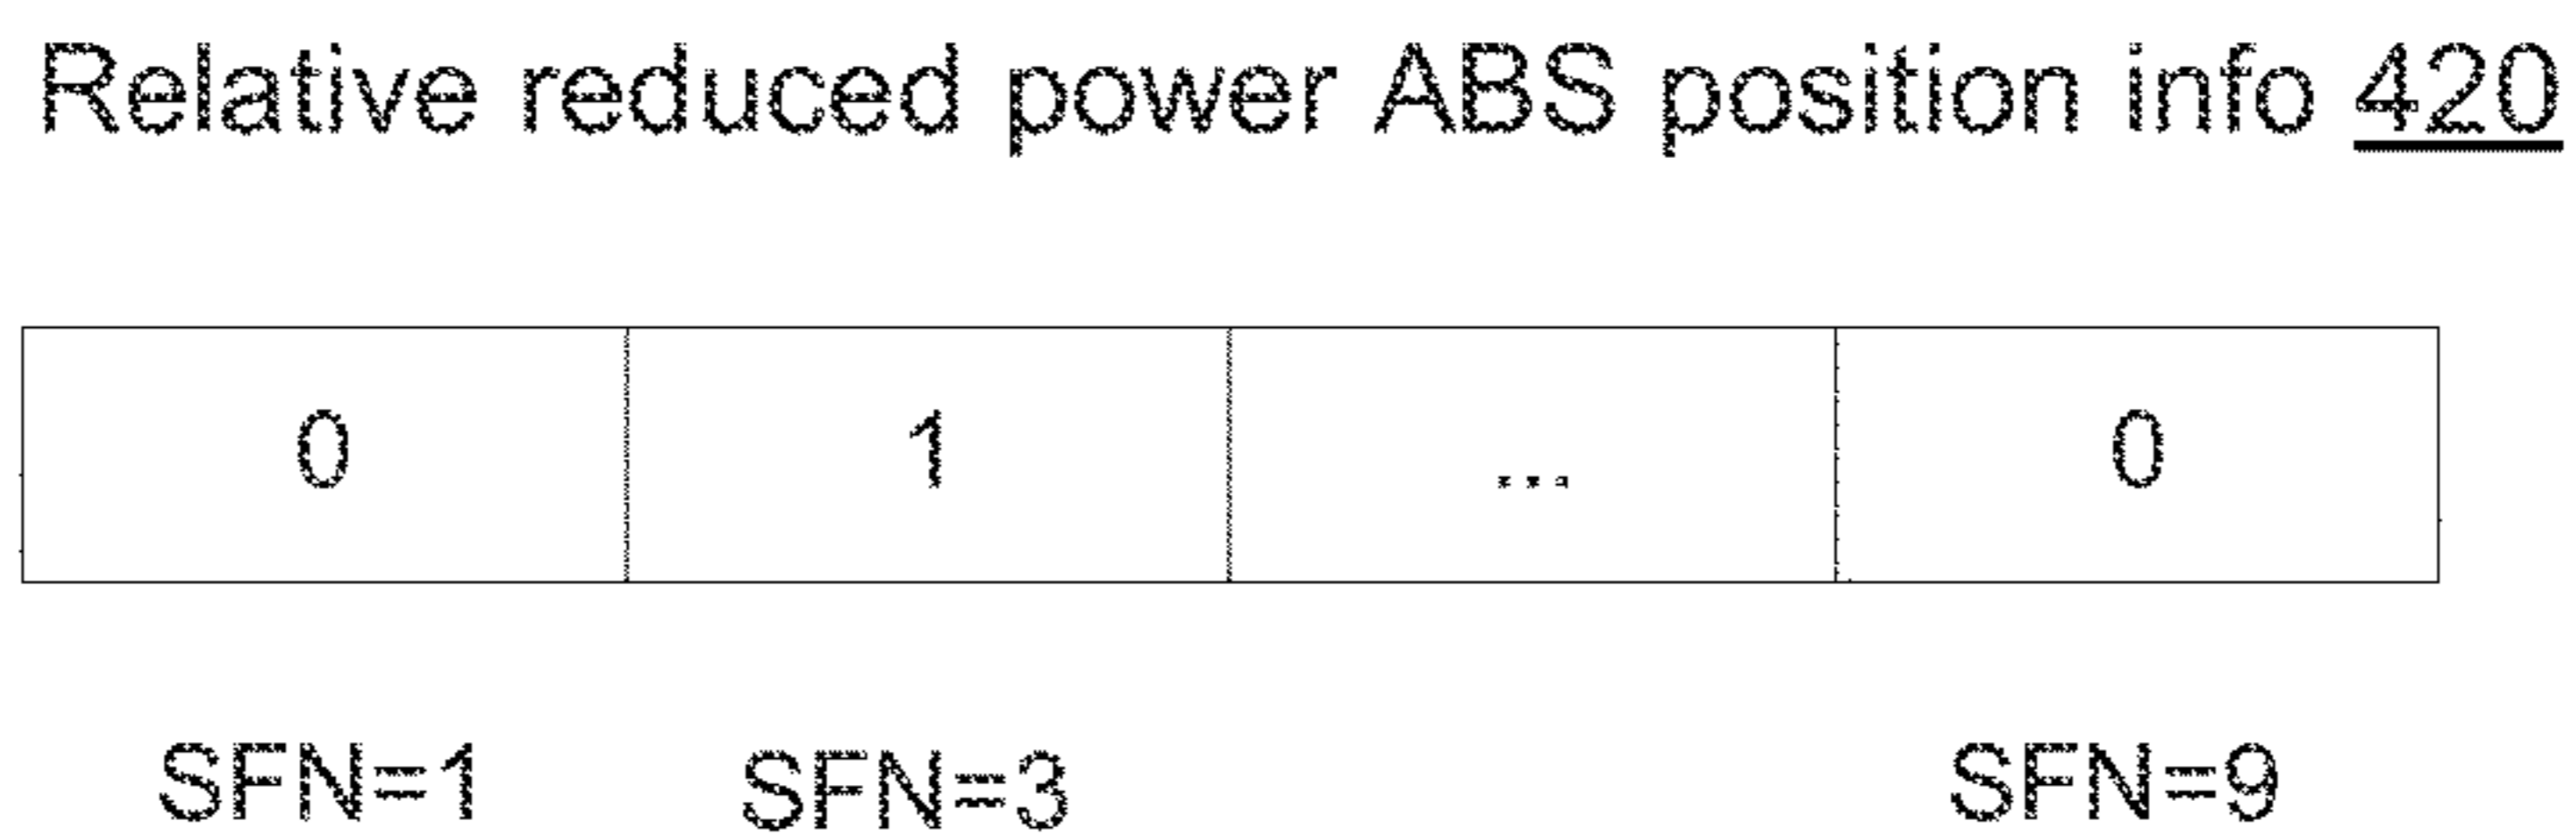 Relative reduced power ABS position info 420
0 1 ... 0
SFN=1 SFN=3 SFN=9